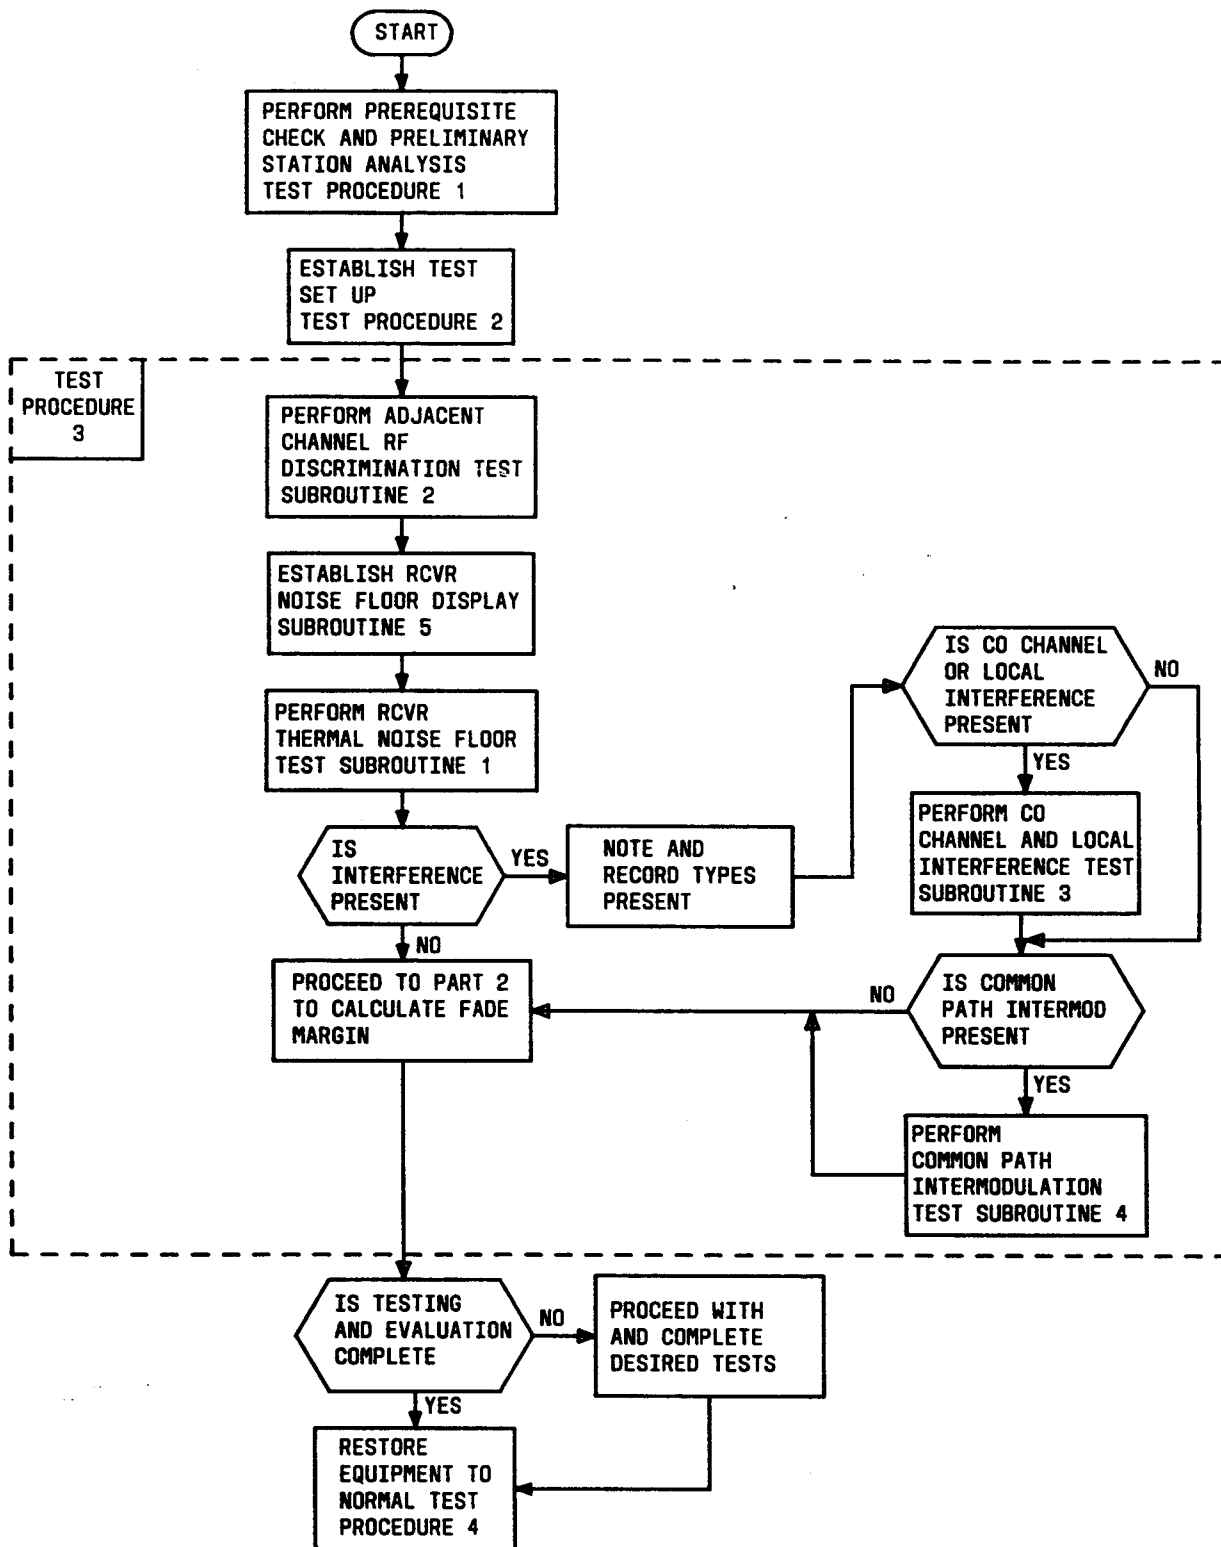 START
PERFORM PREREQUISITE
CHECK AND PRELIMINARY
STATION ANALYSIS
TEST PROCEDURE 1
ESTABLISH TEST
SET UP
TEST PROCEDURE 2
TEST
PROCEDURE
3
PERFORM ADJACENT
CHANNEL RF
DISCRIMINATION TEST
SUBROUTINE 2
ESTABLISH RCVR
NOISE FLOOR DISPLAY
SUBROUTINE 5
PERFORM RCVR
THERMAL NOISE FLOOR
TEST SUBROUTINE 1
IS
INTERFERENCE
PRESENT
YES
NO
NOTE AND
RECORD TYPES
PRESENT
IS CO CHANNEL
OR LOCAL
INTERFERENCE
PRESENT
NO
YES
PERFORM CO
CHANNEL AND LOCAL
INTERFERENCE TEST
SUBROUTINE 3
IS COMMON
PATH INTERMOD
PRESENT
NO
YES
PERFORM
COMMON PATH
INTERMODULATION
TEST SUBROUTINE 4
PROCEED TO PART 2
TO CALCULATE FADE
MARGIN
IS TESTING
AND EVALUATION
COMPLETE
NO
YES
PROCEED WITH
AND COMPLETE
DESIRED TESTS
RESTORE
EQUIPMENT TO
NORMAL TEST
PROCEDURE 4